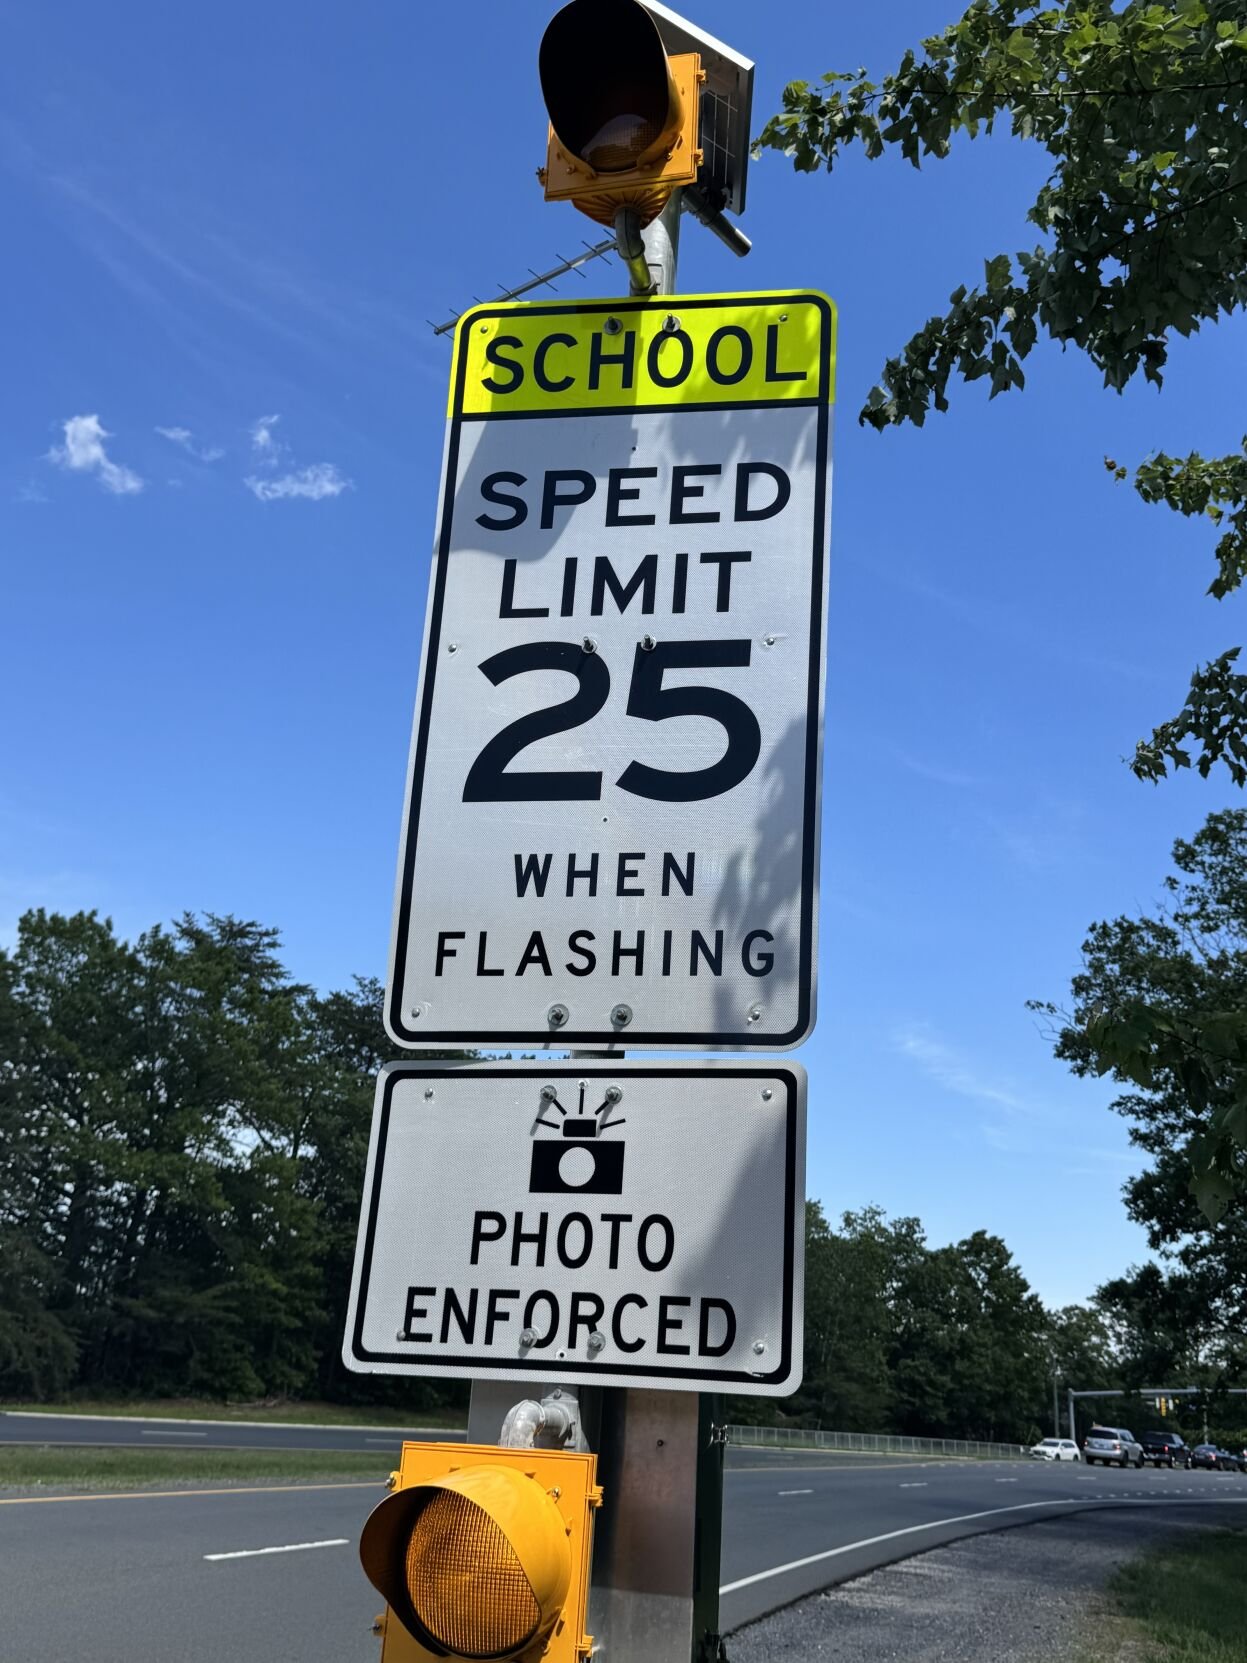 SCHOOL
SPEED
LIMIT
25
WHEN
FLASHING
PHOTO
ENFORCED